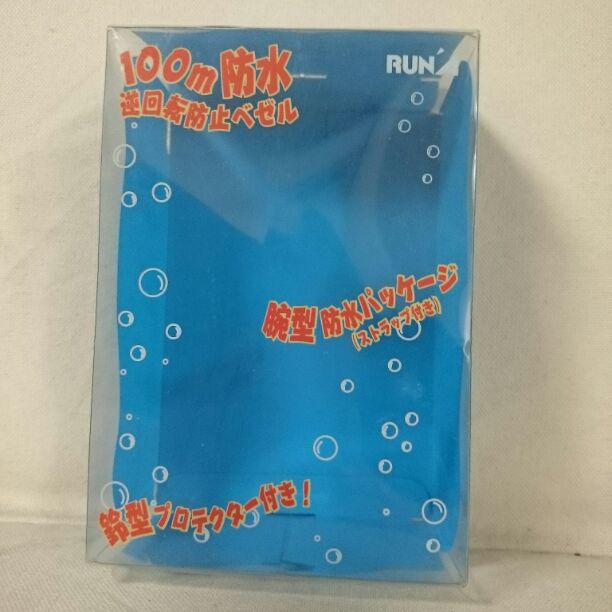 100m防水
RUN'A
逆回転防止ベゼル
腕型防水パッケージ
(ストラップ付き)
鈴型プロテクター付き!